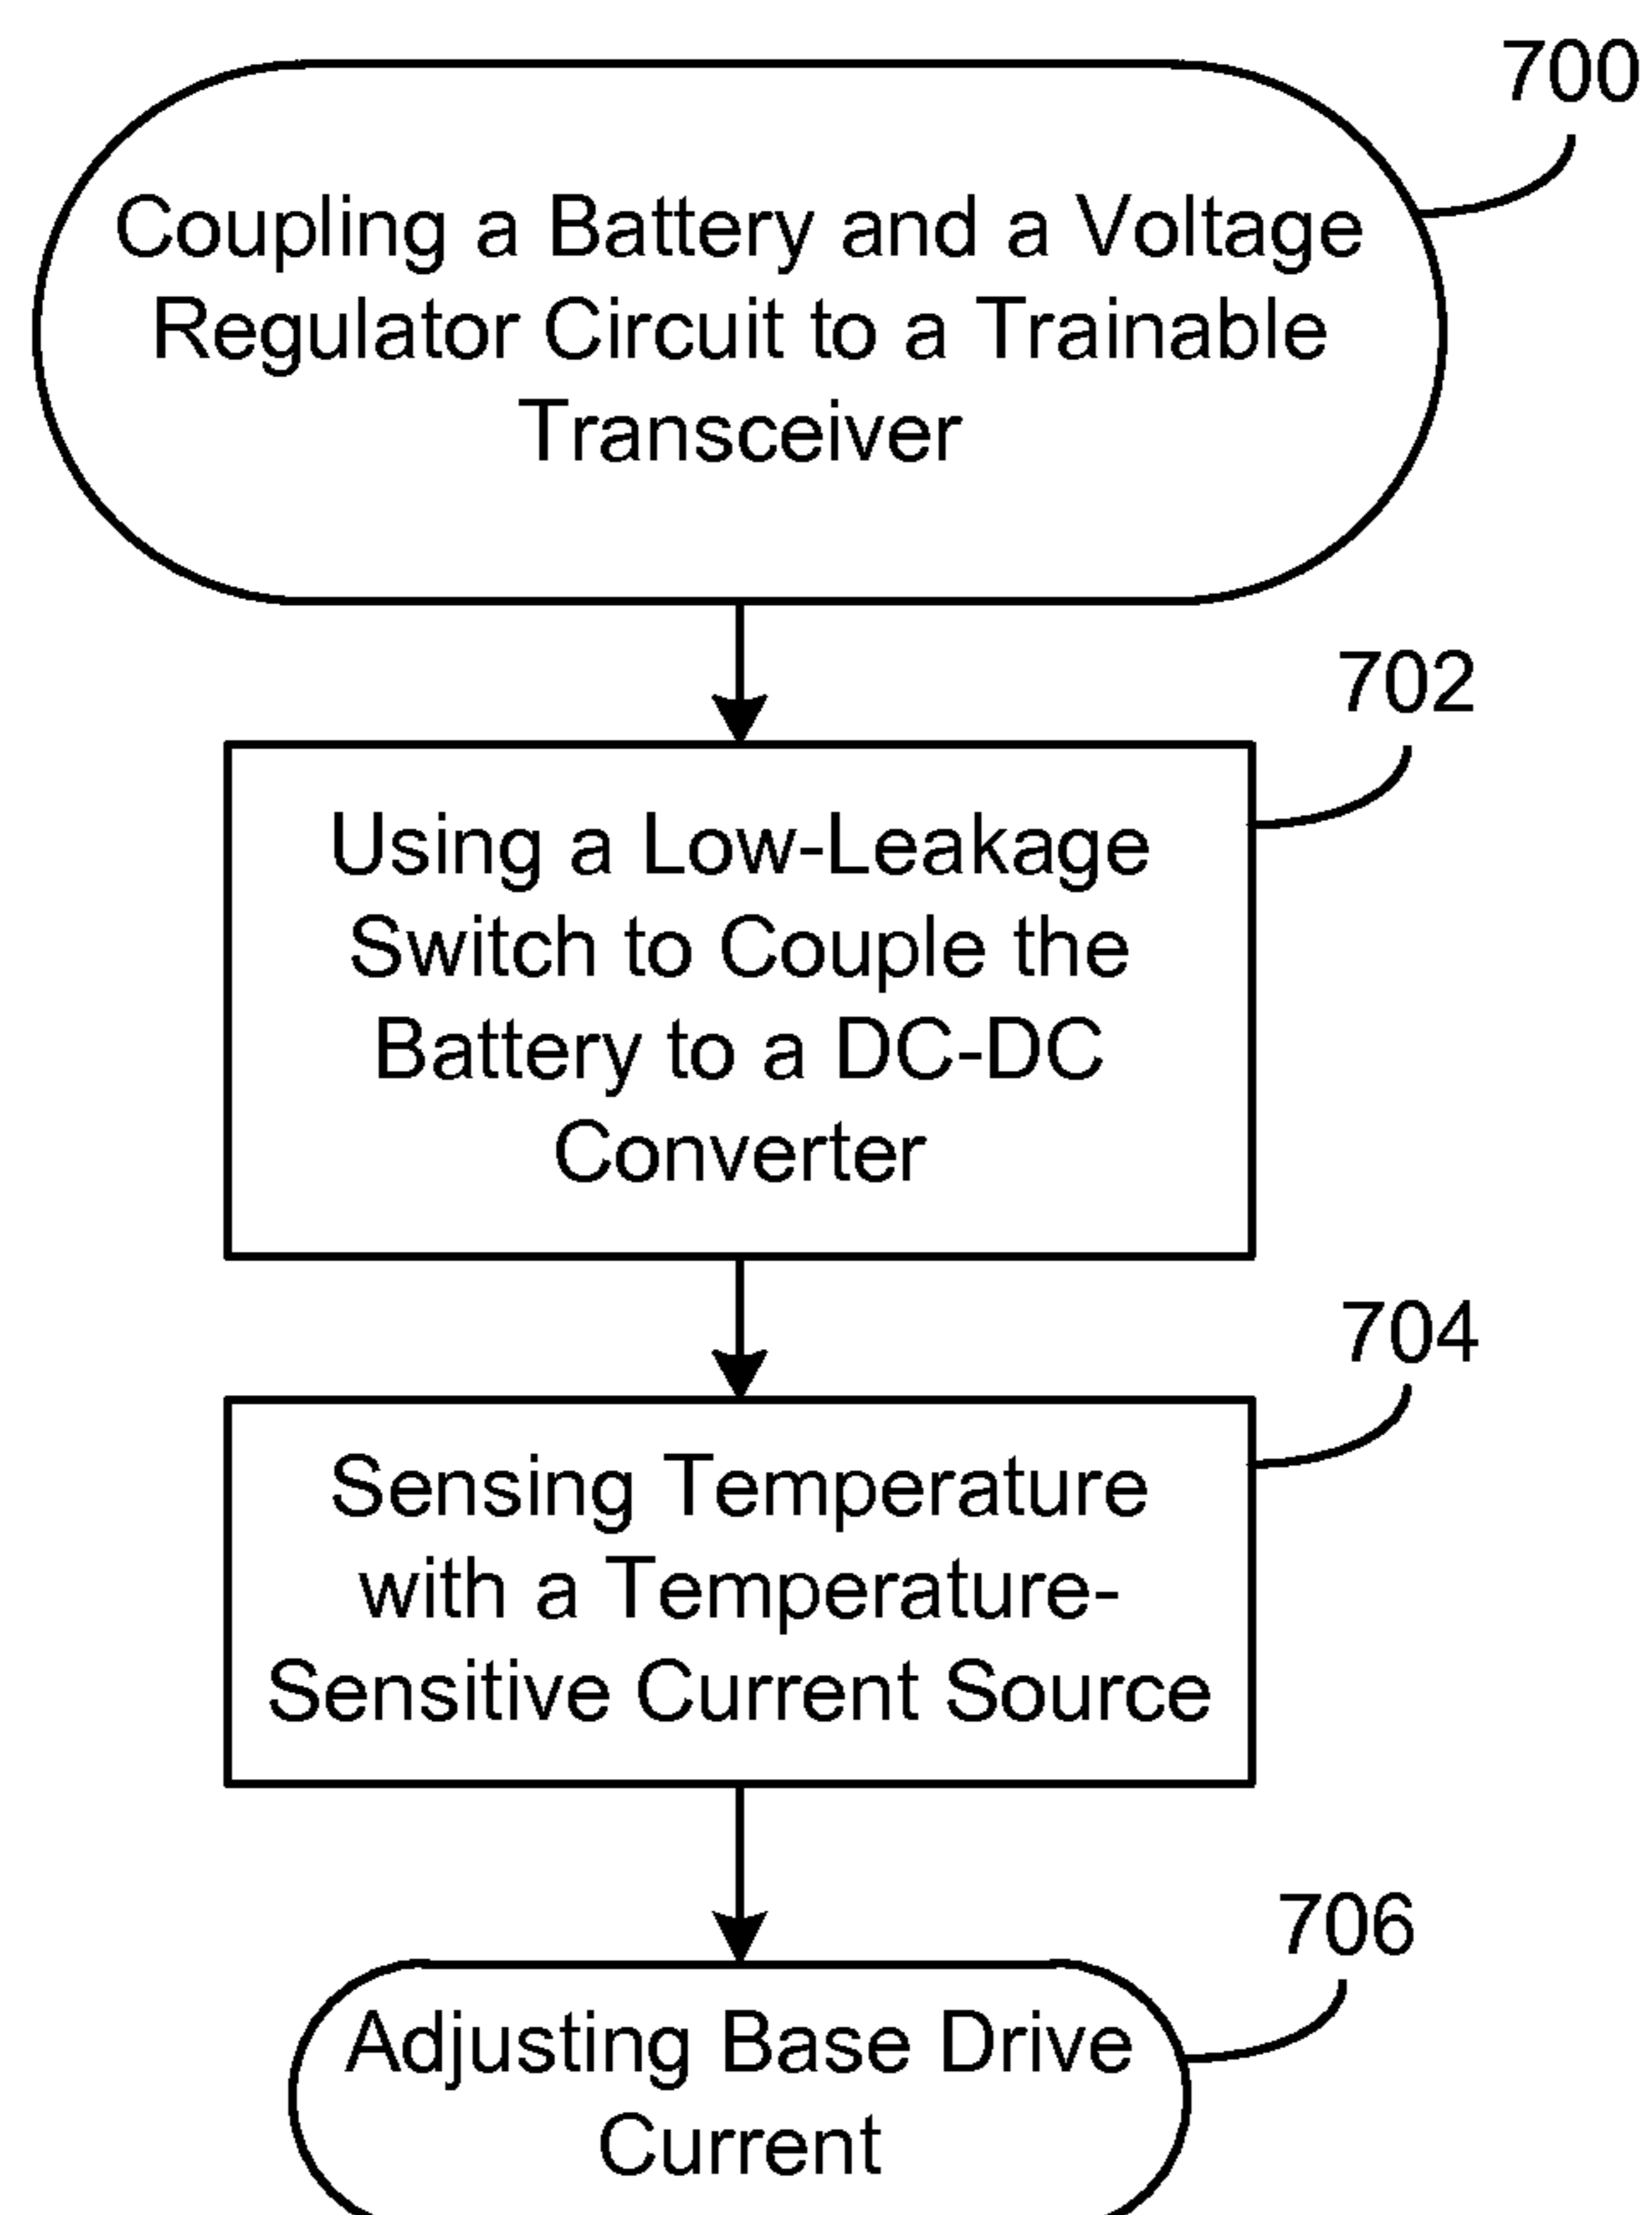 700
Coupling a Battery and a Voltage
Regulator Circuit to a Trainable
Transceiver
702
Using a Low-Leakage
Switch to Couple the
Battery to a DC-DC
Converter
704
Sensing Temperature
with a Temperature-
Sensitive Current Source
706
Adjusting Base Drive
Current